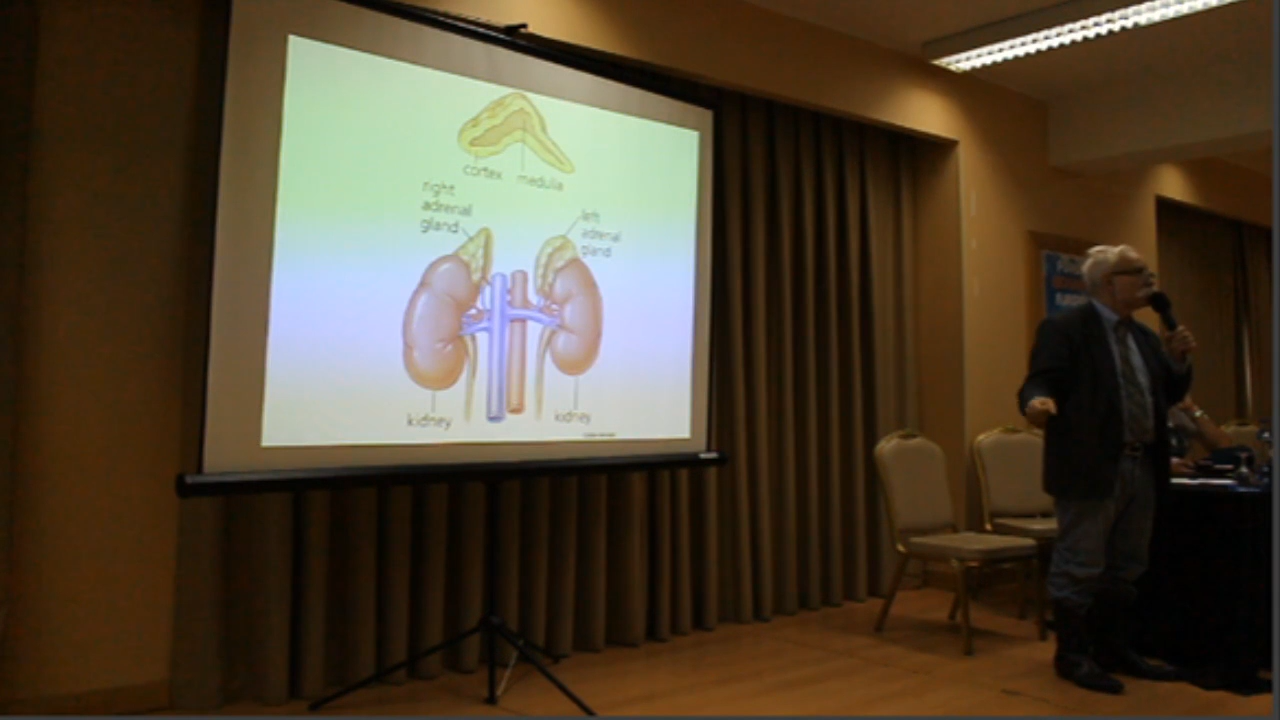 cortex medulla
right
adrenal
gland
left
adrenal
gland
kidney
kidney